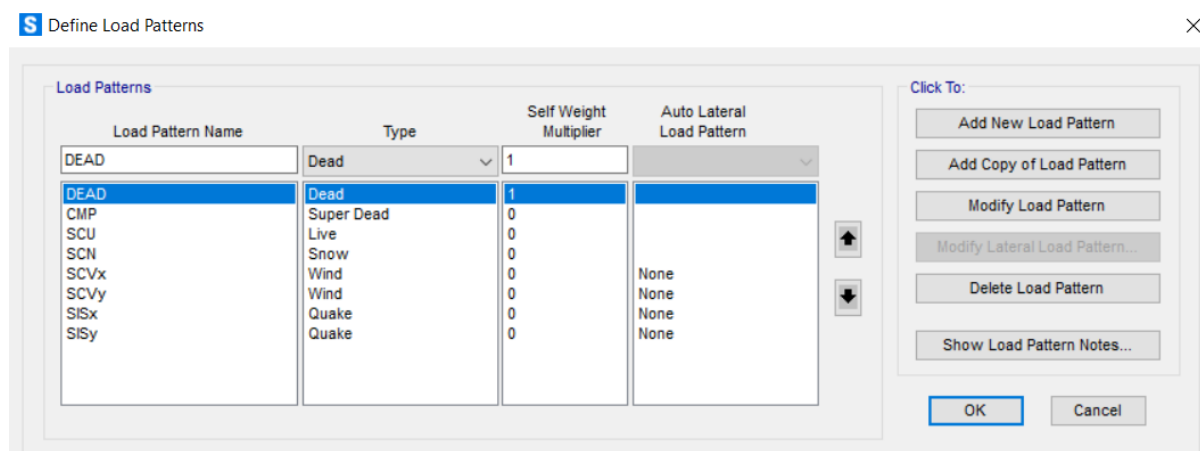 S Define Load Patterns
Load Patterns
Load Pattern Name Type Self Weight Multiplier Auto Lateral Load Pattern
DEAD Dead 1
DEAD Dead 1
CMP Super Dead 0
SCU Live 0
SCN Snow 0
SCVx Wind 0 None
SCVy Wind 0 None
SISx Quake 0 None
SISy Quake 0 None
Click To:
Add New Load Pattern
Add Copy of Load Pattern
Modify Load Pattern
Modify Lateral Load Pattern...
Delete Load Pattern
Show Load Pattern Notes...
OK Cancel